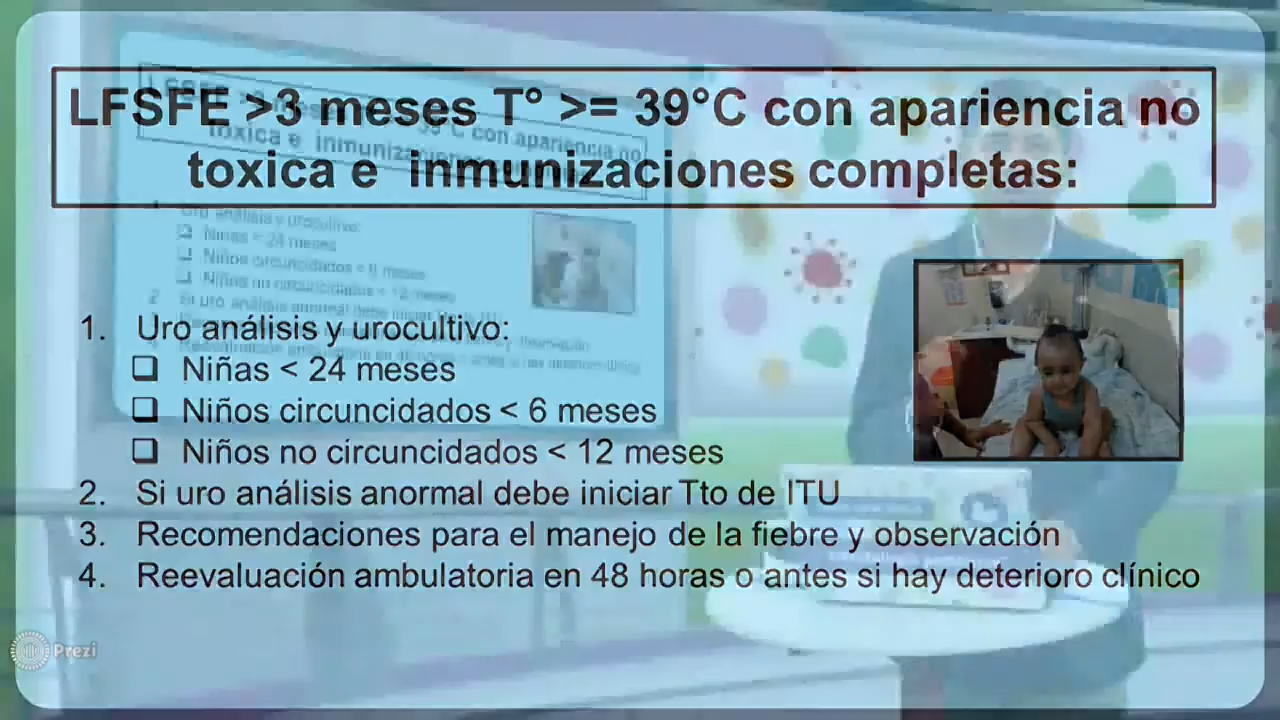 LFSFE >3 meses T° >= 39°C con apariencia no
toxica e inmunizaciones completas:
1. Uro análisis y urocultivo:
❑ Niñas < 24 meses
❑ Niños circuncidados < 6 meses
❑ Niños no circuncidados < 12 meses
2. Si uro análisis anormal debe iniciar Tto de ITU
3. Recomendaciones para el manejo de la fiebre y observación
4. Reevaluación ambulatoria en 48 horas o antes si hay deterioro clínico
Prezi